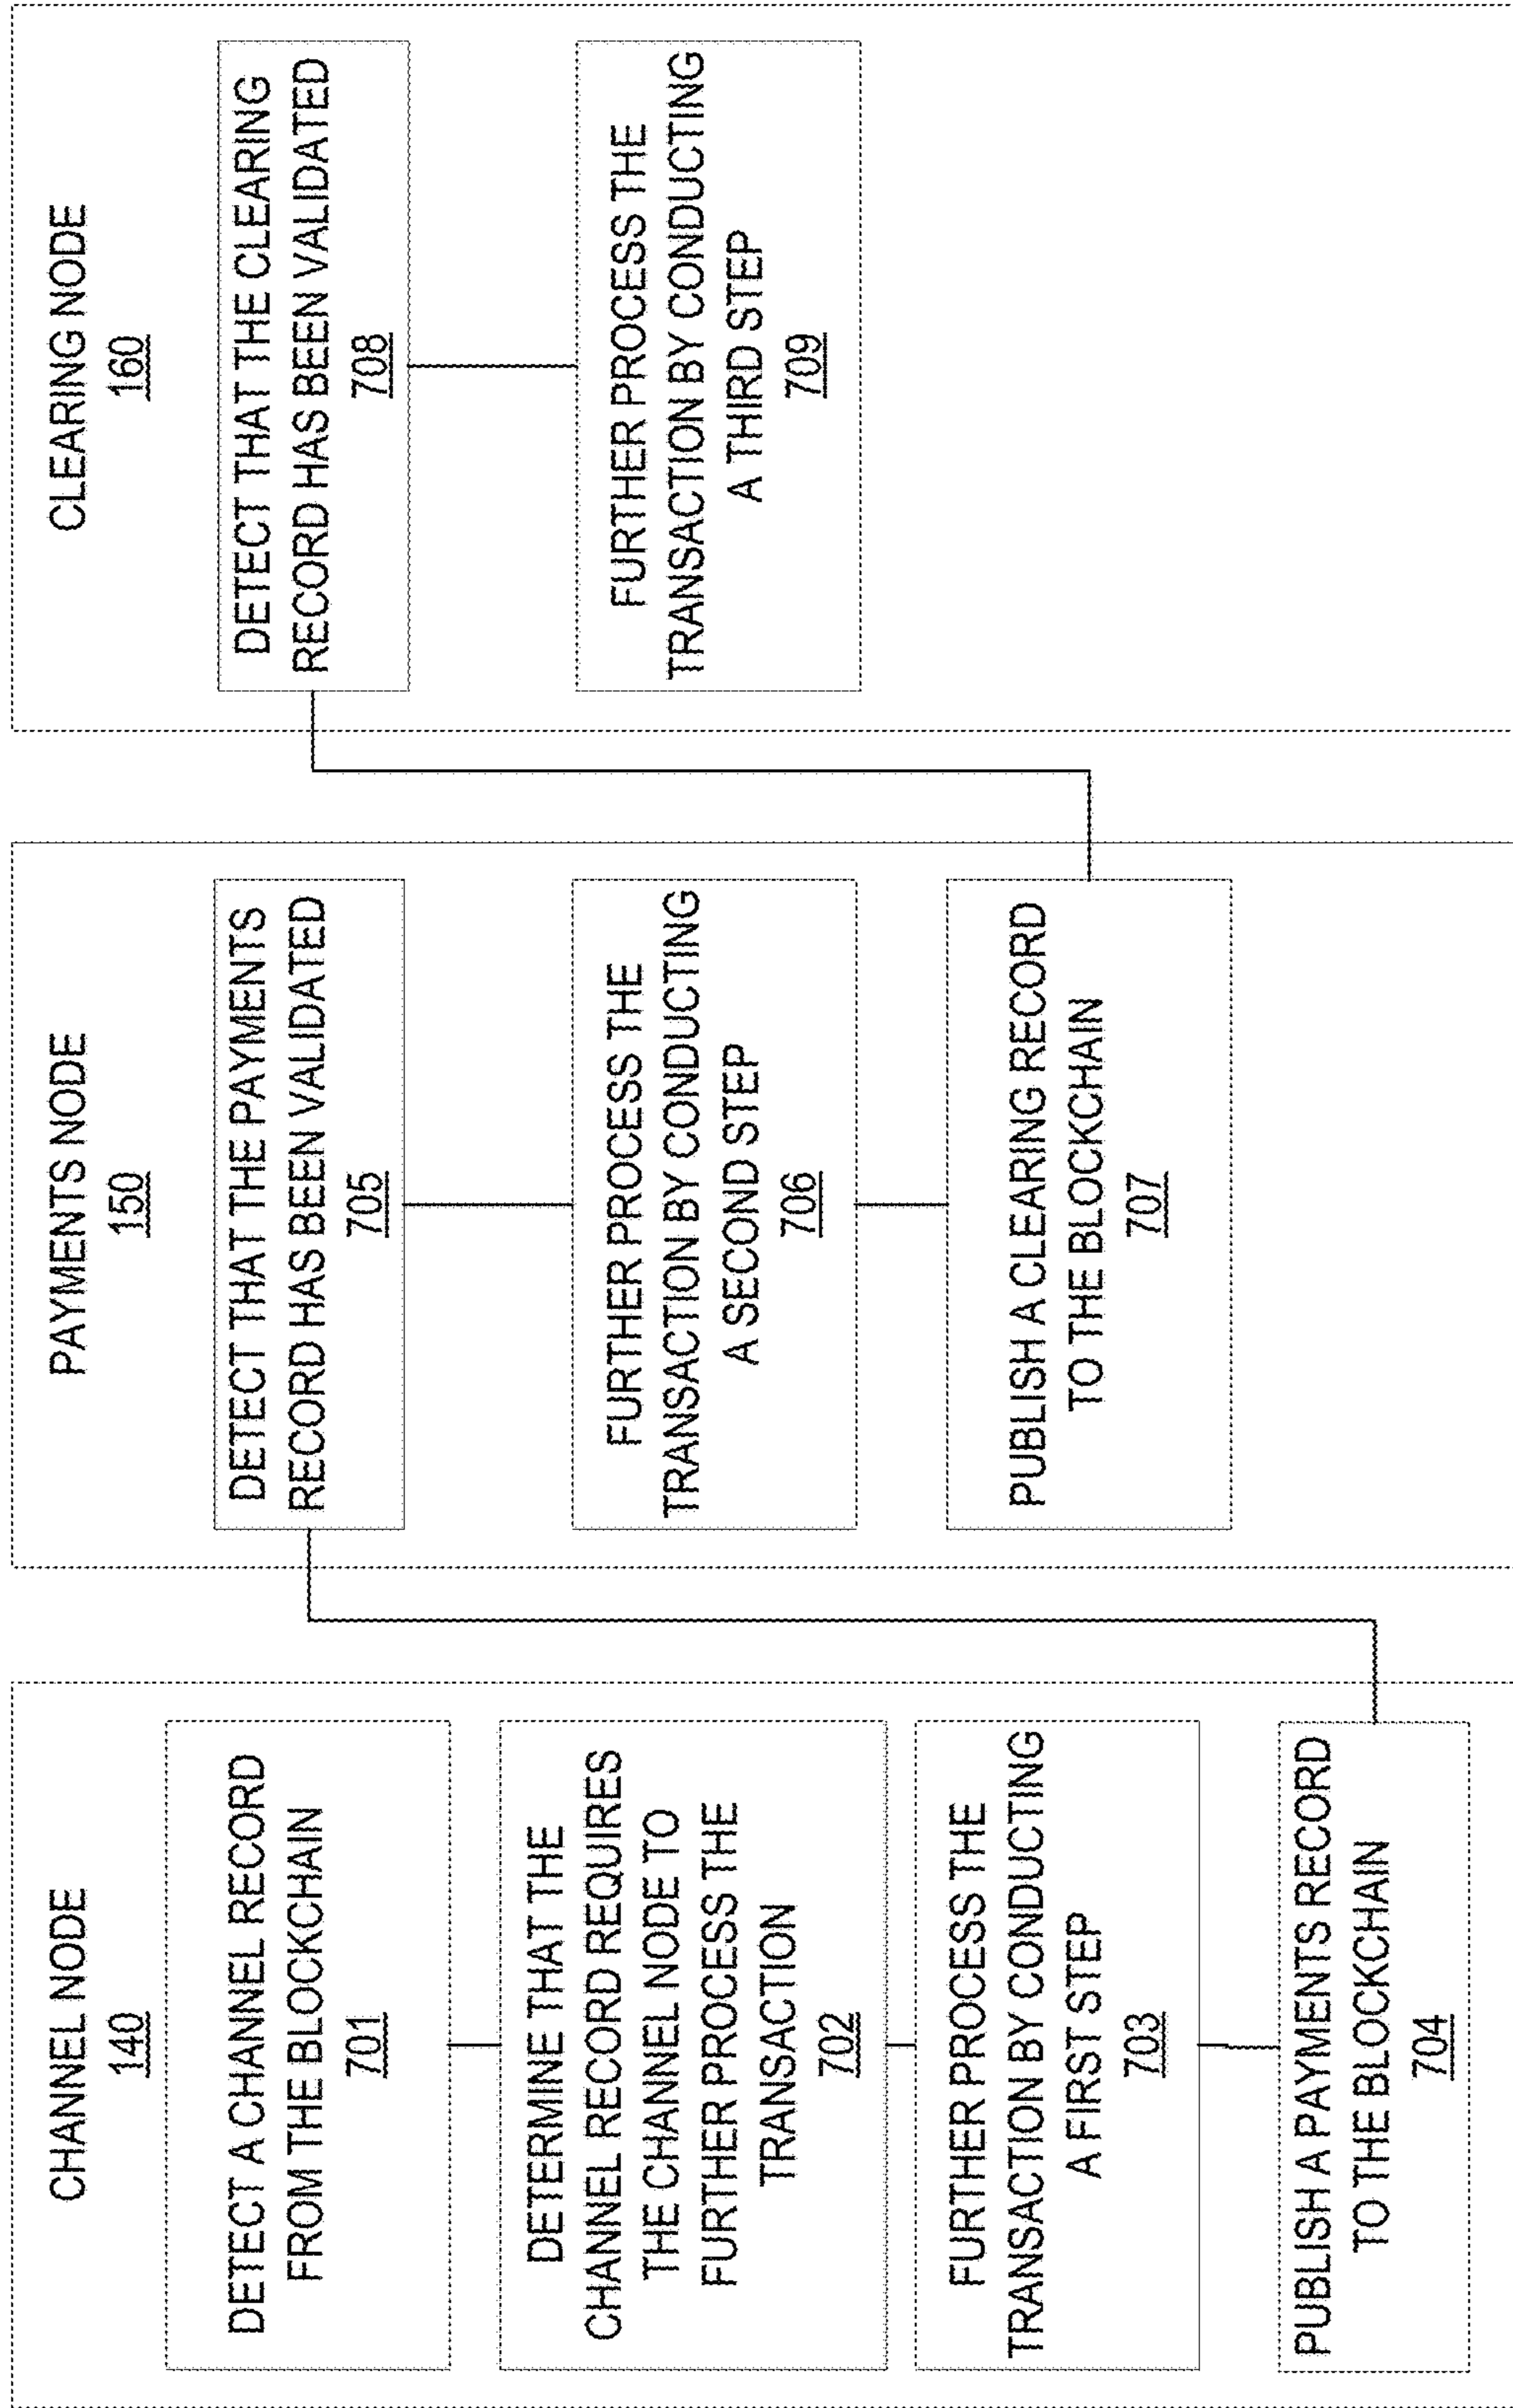 CHANNEL NODE
140
DETECT A CHANNEL RECORD
FROM THE BLOCKCHAIN
701
DETERMINE THAT THE
CHANNEL RECORD REQUIRES
THE CHANNEL NODE TO
FURTHER PROCESS THE
TRANSACTION
702
FURTHER PROCESS THE
TRANSACTION BY CONDUCTING
A FIRST STEP
703
PUBLISH A PAYMENTS RECORD
TO THE BLOCKCHAIN
704
PAYMENTS NODE
150
DETECT THAT THE PAYMENTS
RECORD HAS BEEN VALIDATED
705
FURTHER PROCESS THE
TRANSACTION BY CONDUCTING
A SECOND STEP
706
PUBLISH A CLEARING RECORD
TO THE BLOCKCHAIN
707
CLEARING NODE
160
DETECT THAT THE CLEARING
RECORD HAS BEEN VALIDATED
708
FURTHER PROCESS THE
TRANSACTION BY CONDUCTING
A THIRD STEP
709